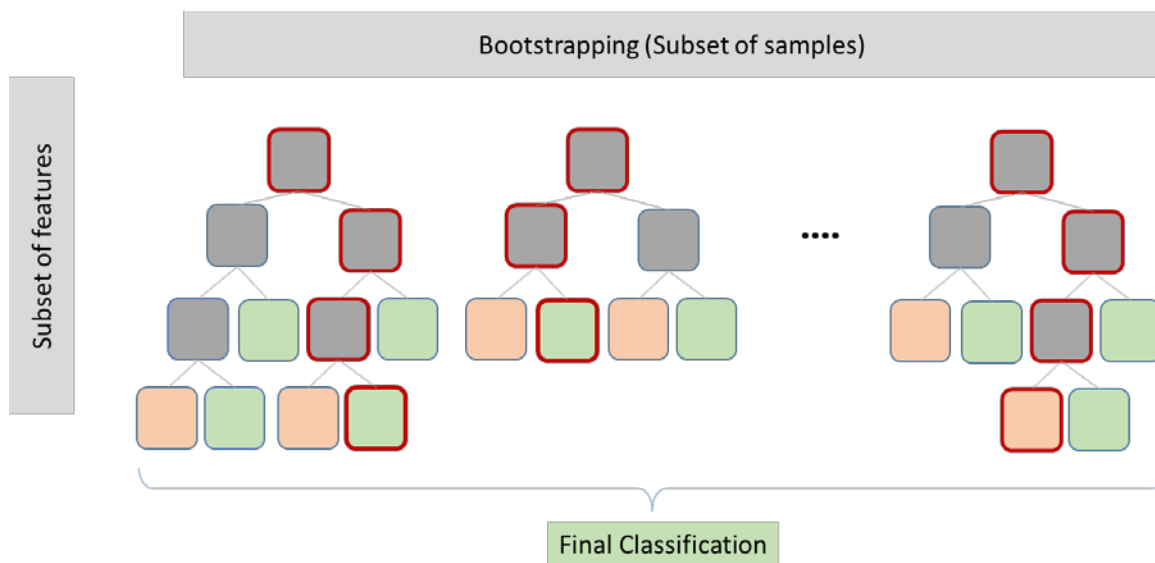 Bootstrapping (Subset of samples)
Subset of features
....
Final Classification